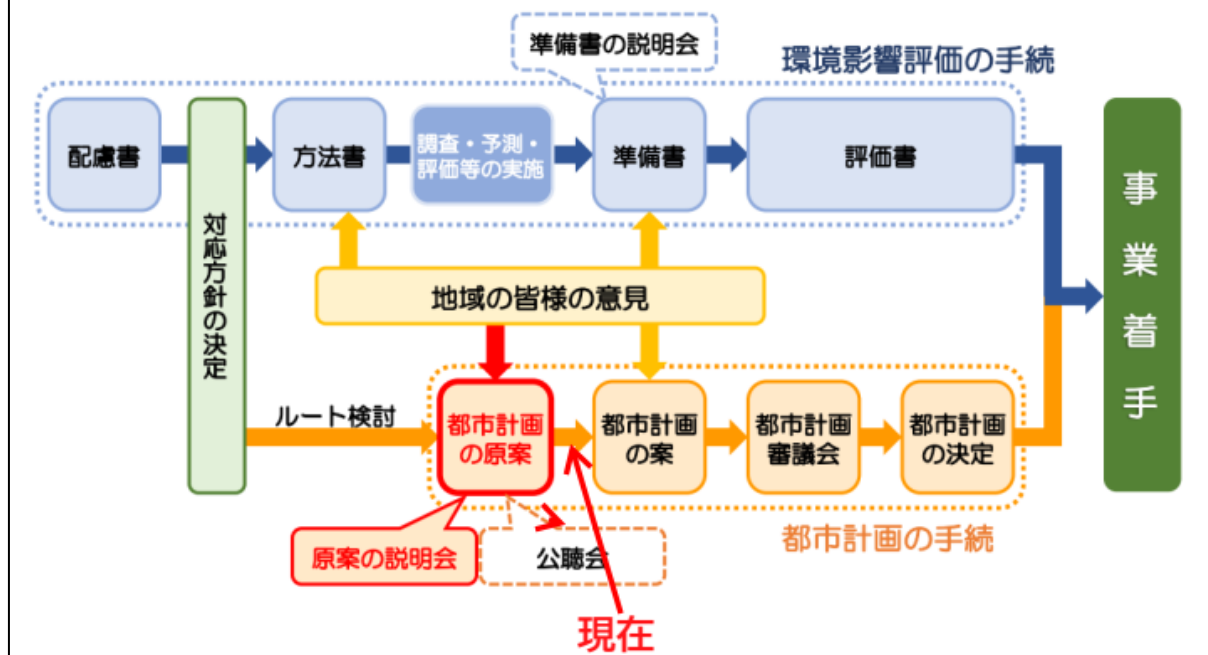 準備書の説明会
環境影響評価の手続
配慮書
方法書
調査・予測・
評価等の実施
準備書
評価書
対応方針の決定
地域の皆様の意見
ルート検討
都市計画
の原案
都市計画
の案
都市計画
審議会
都市計画
の決定
事業着手
原案の説明会
公聴会
都市計画の手続
現在